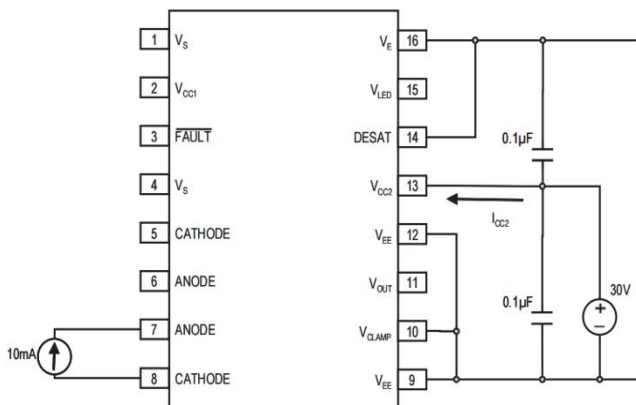 1 VS VE 16
2 VCC1 VLED 15
3 FAULT DESAT 14
4 VS VCC2 13
5 CATHODE VEE 12
6 ANODE VOUT 11
7 ANODE VCLAMP 10
8 CATHODE VEE 9
0.1µF
ICC2
0.1µF
30V
+
–
10mA